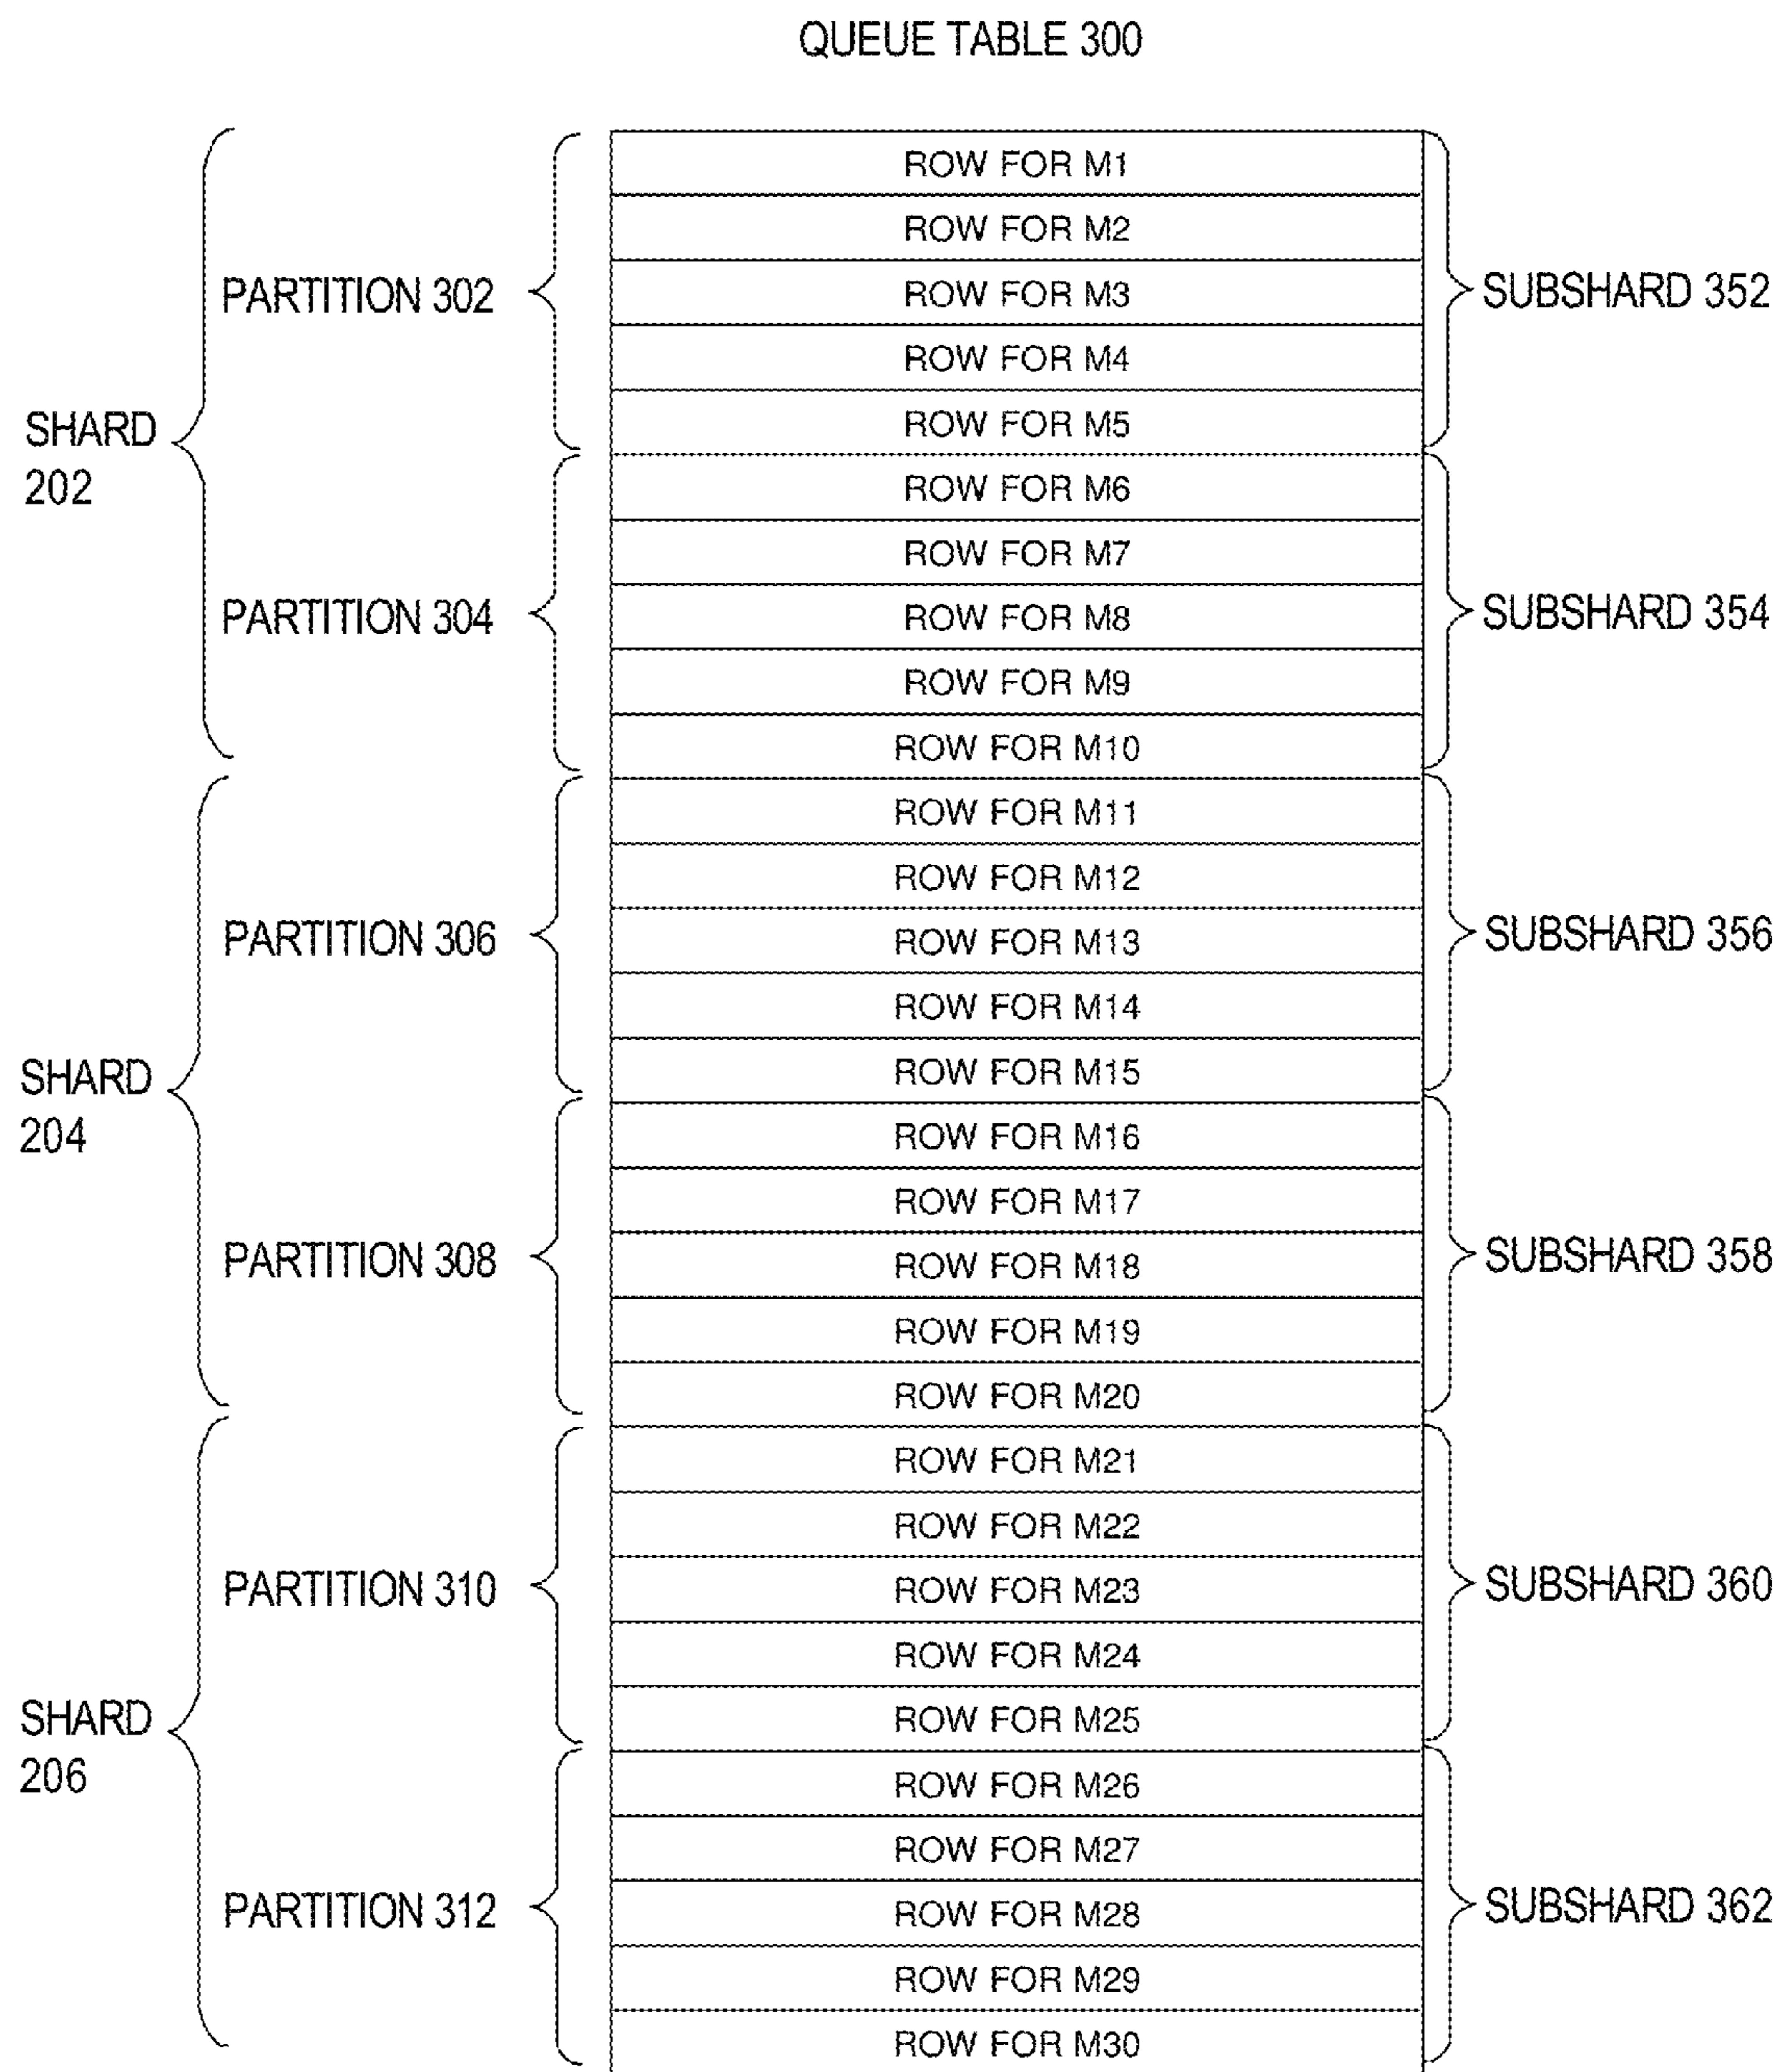 QUEUE TABLE 300
ROW FOR M1
ROW FOR M2
PARTITION 302
ROW FOR M3
SUBSHARD 352
ROW FOR M4
SHARD
202
ROW FOR M5
ROW FOR M6
ROW FOR M7
PARTITION 304
ROW FOR M8
SUBSHARD 354
ROW FOR M9
ROW FOR M10
ROW FOR M11
ROW FOR M12
PARTITION 306
ROW FOR M13
SUBSHARD 356
ROW FOR M14
SHARD
204
ROW FOR M15
ROW FOR M16
ROW FOR M17
PARTITION 308
ROW FOR M18
SUBSHARD 358
ROW FOR M19
ROW FOR M20
ROW FOR M21
ROW FOR M22
PARTITION 310
ROW FOR M23
SUBSHARD 360
ROW FOR M24
SHARD
206
ROW FOR M25
ROW FOR M26
ROW FOR M27
PARTITION 312
ROW FOR M28
SUBSHARD 362
ROW FOR M29
ROW FOR M30